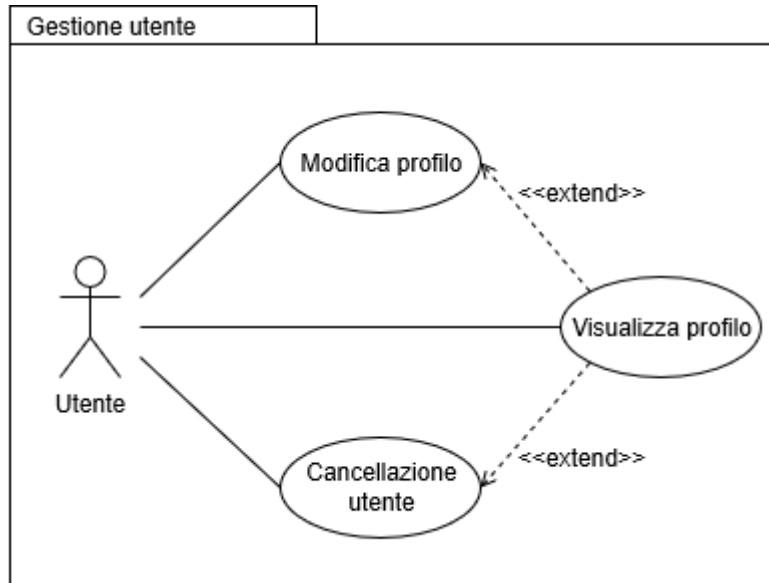 Gestione utente
Modifica profilo
<<extend>>
Visualizza profilo
Utente
<<extend>>
Cancellazione
utente